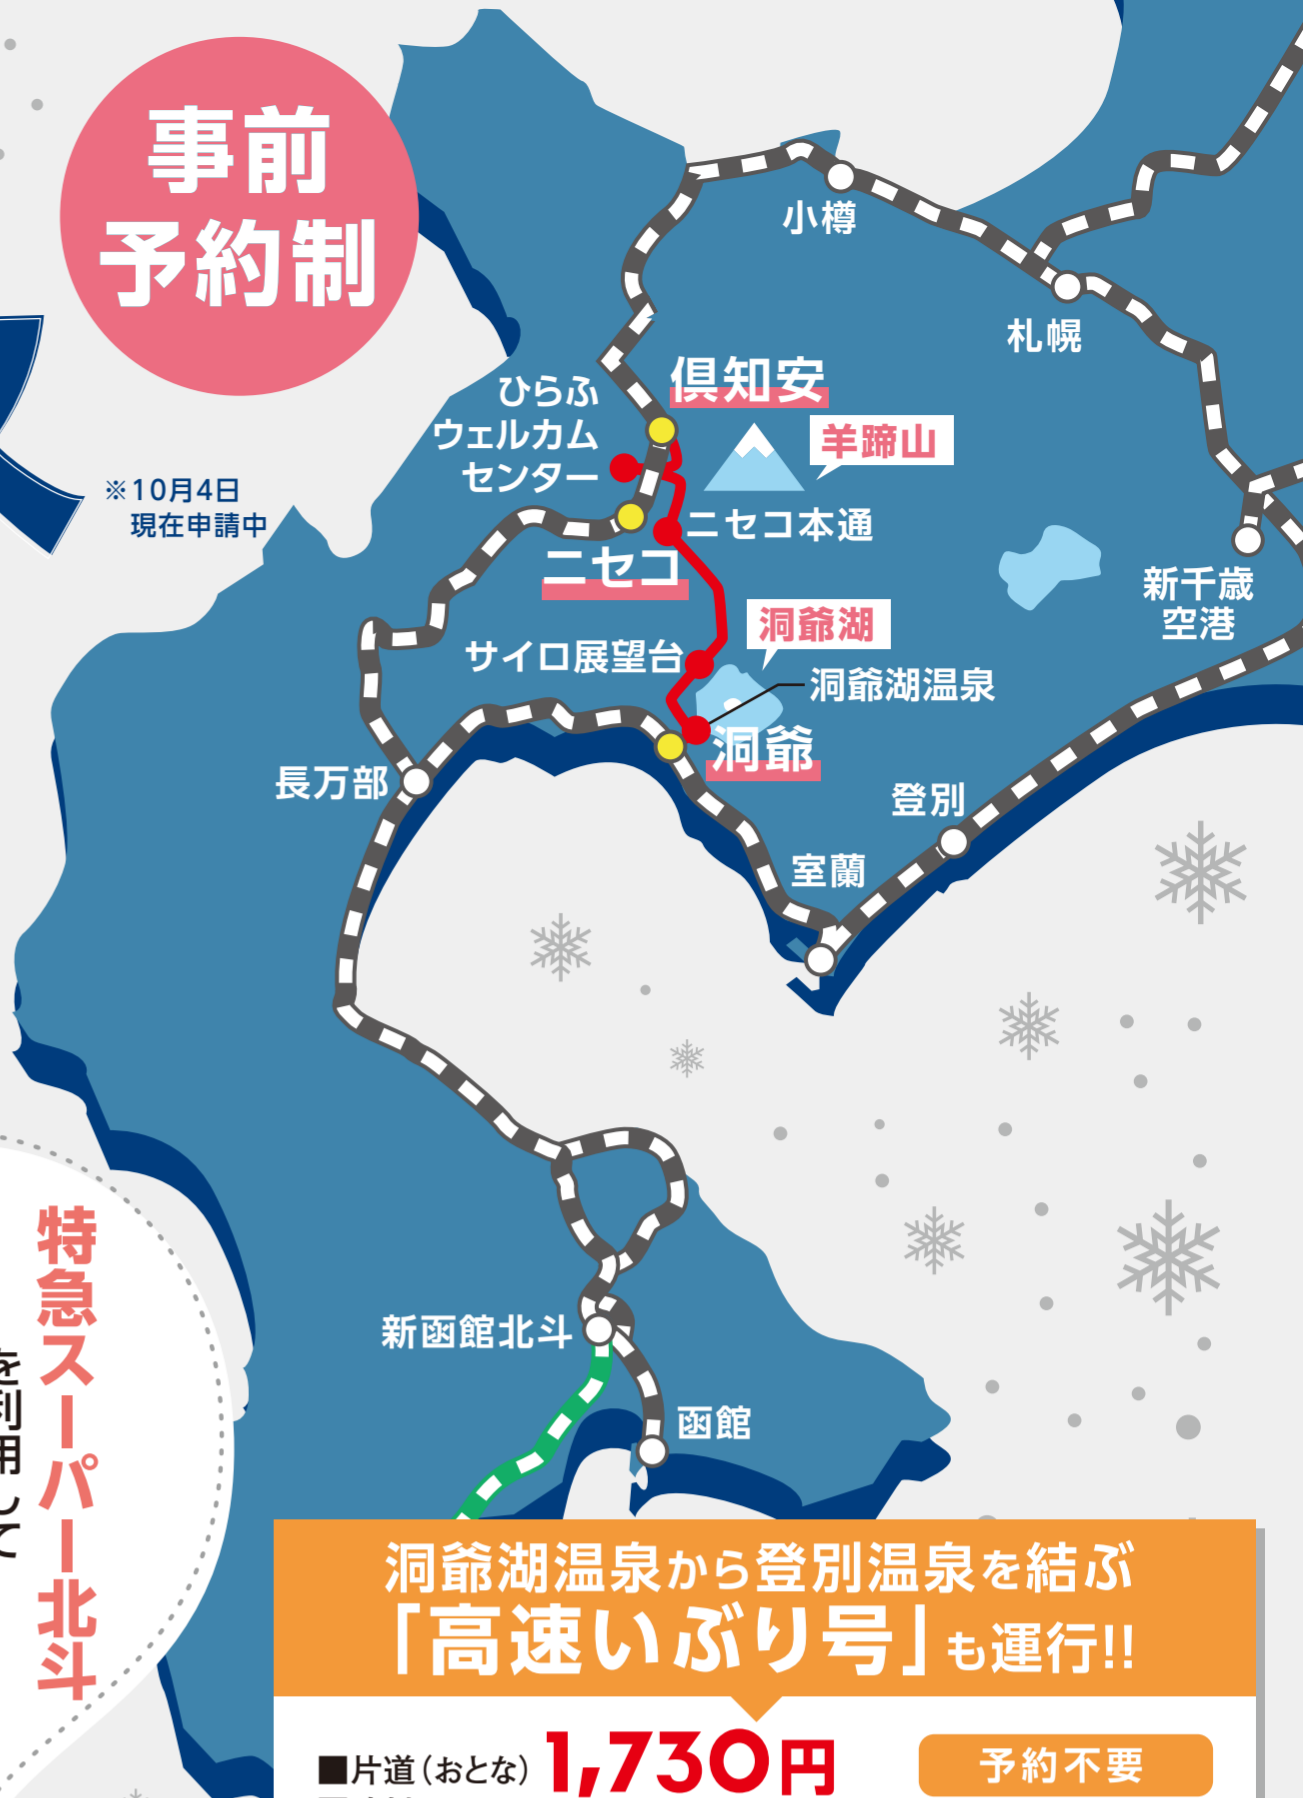 事前
予約制
※10月4日
現在申請中
小樽
札幌
倶知安
ひらふ
ウェルカム
センター
羊蹄山
ニセコ本通
ニセコ
新千歳
空港
洞爺湖
サイロ展望台
洞爺湖温泉
洞爺
長万部
登別
室蘭
特急スーパー北斗
を利用して
新函館北斗
函館
洞爺湖温泉から登別温泉を結ぶ
「高速いぶり号」も運行!!
■片道（おとな）1,730円
予約不要